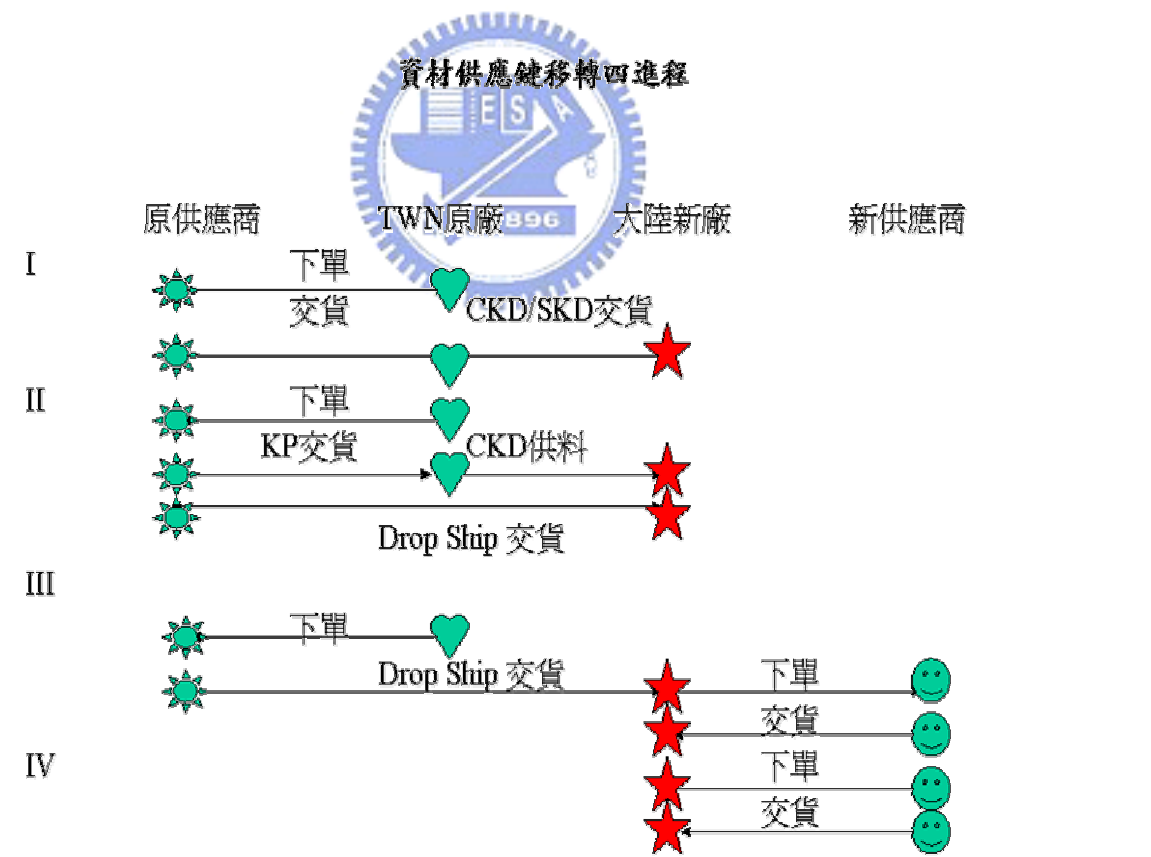 資材供應鍵移轉四進程
ESA
1896
原供應商 TWN原廠 大陸新廠 新供應商
I
下單
交貨 CKD/SKD交貨
II
下單
KP交貨 CKD供料
Drop Ship 交貨
III
下單
Drop Ship 交貨 下單
交貨
IV
下單
交貨